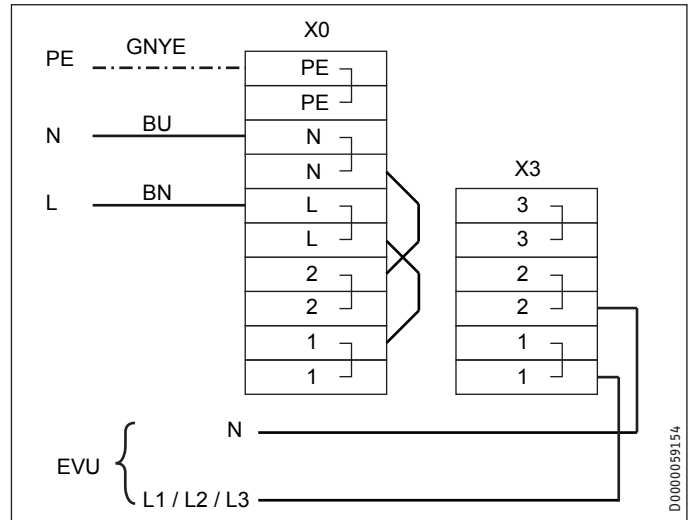 X0
PE GNYE PE
PE
N BU N
N X3
L BN L 3
L 3
2 2
2 2
1 1
1 1
N
EVU
L1 / L2 / L3
D0000059154